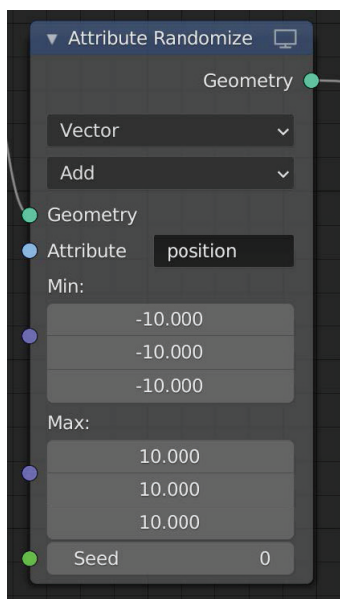 Attribute Randomize
Geometry
Vector
Add
Geometry
Attribute position
Min:
-10.000
-10.000
-10.000
Max:
10.000
10.000
10.000
Seed 0